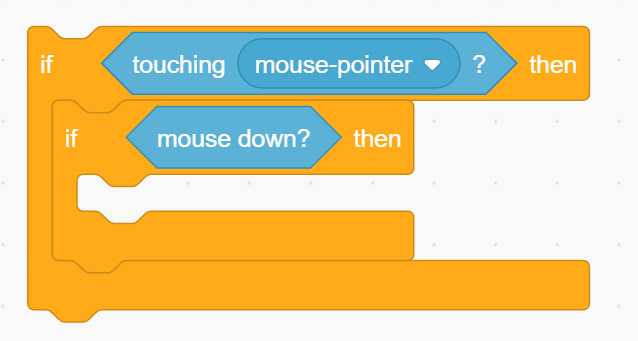 if touching mouse-pointer ? then
if mouse down? then